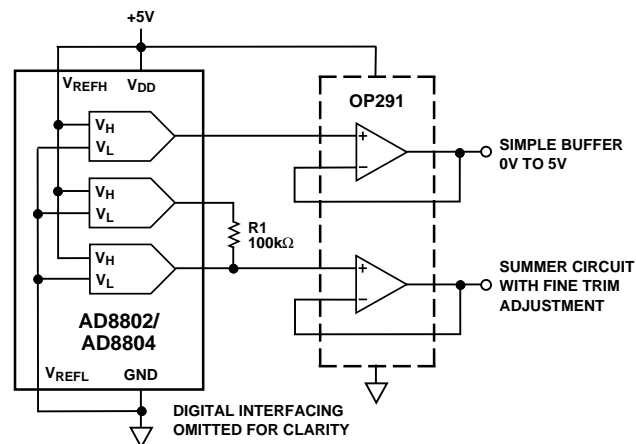 +5V
VREFH
VDD
OP291
VH
VL
+
−
SIMPLE BUFFER
0V TO 5V
VH
VL
R1
100kΩ
VH
VL
+
−
SUMMER CIRCUIT
WITH FINE TRIM
ADJUSTMENT
AD8802/
AD8804
VREFL
GND
DIGITAL INTERFACING
OMITTED FOR CLARITY